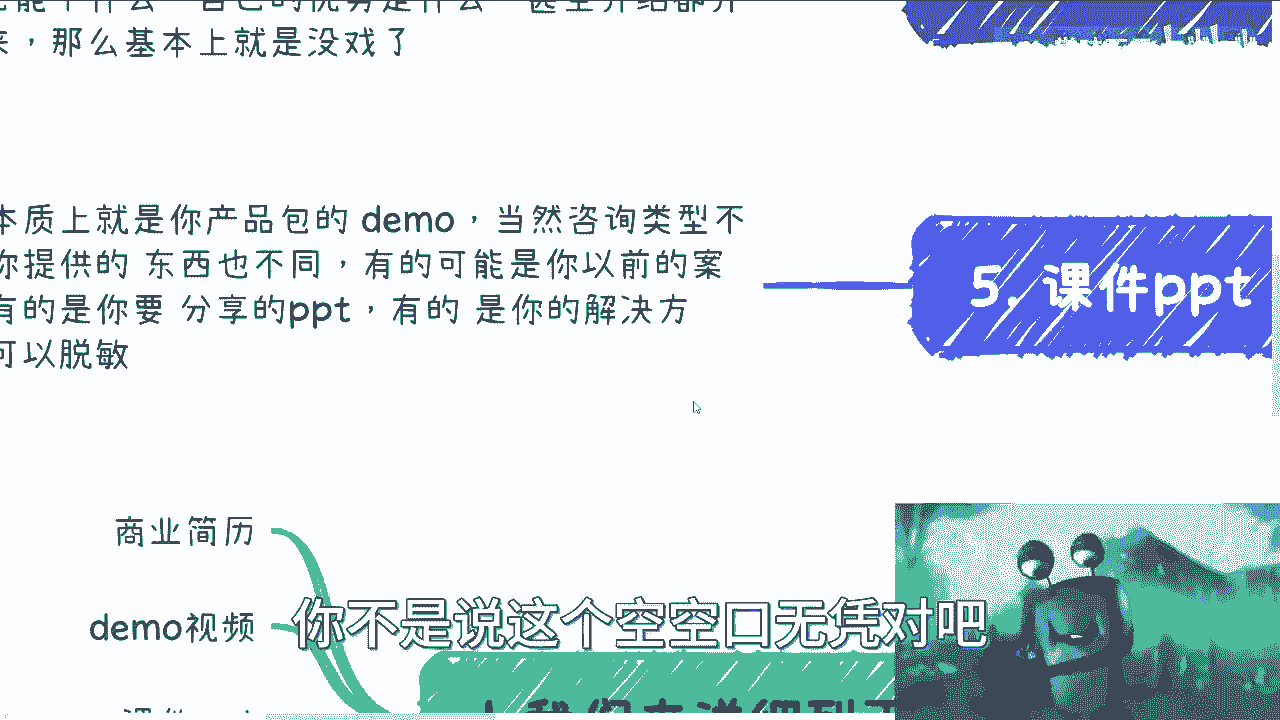 来，那么基本上就是没戏了
本质上就是你产品包的 demo，当然咨询类型不
你提供的 东西也不同，有的可能是你以前的案
有的是你要 分享的ppt，有的 是你的解决方
可以脱敏
5. 课件ppt
商业简历
demo视频
你不是说这个空空口无凭对吧